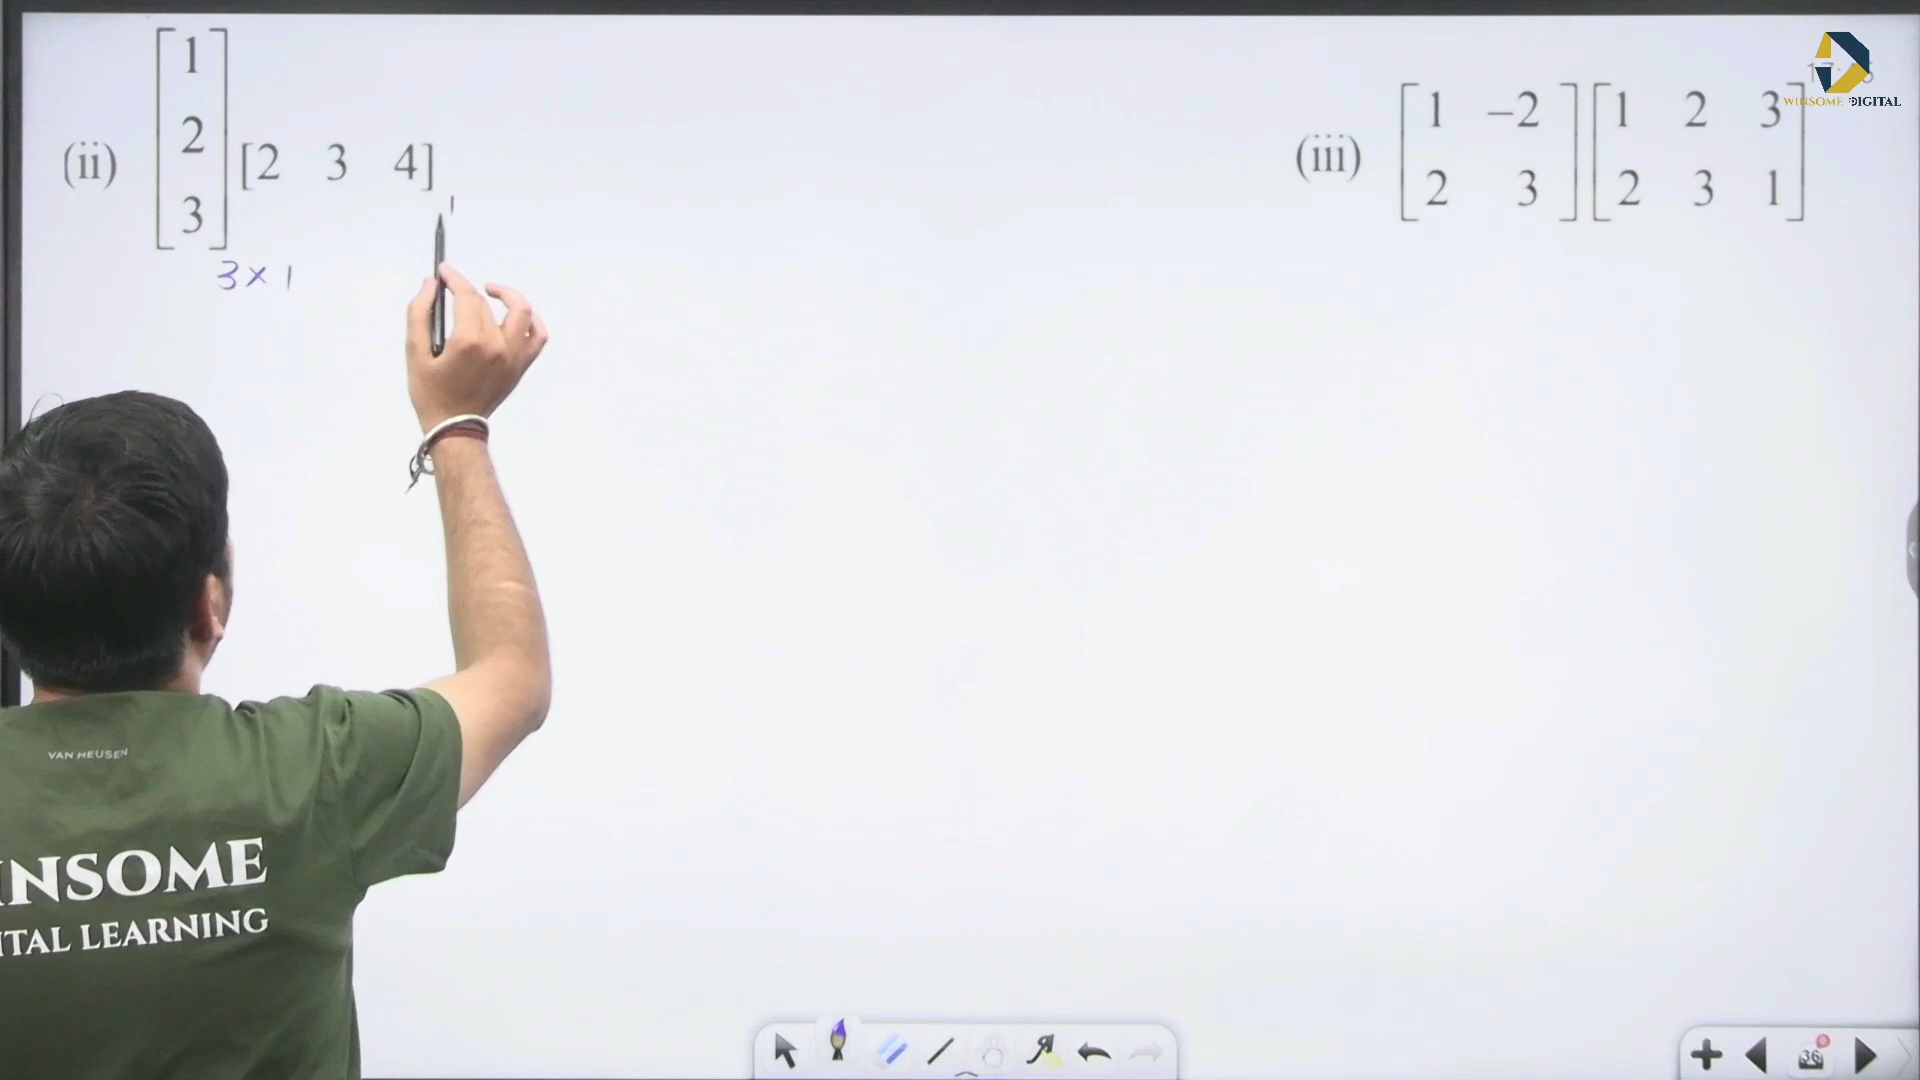 (ii) [1 2 3] [2 3 4]
3 × 1
1
(iii) [1 -2 2 3] [1 2 3 2 3 1]
WINSOME DIGITAL
VAN HEUSEN
INSOME
ITAL LEARNING
36